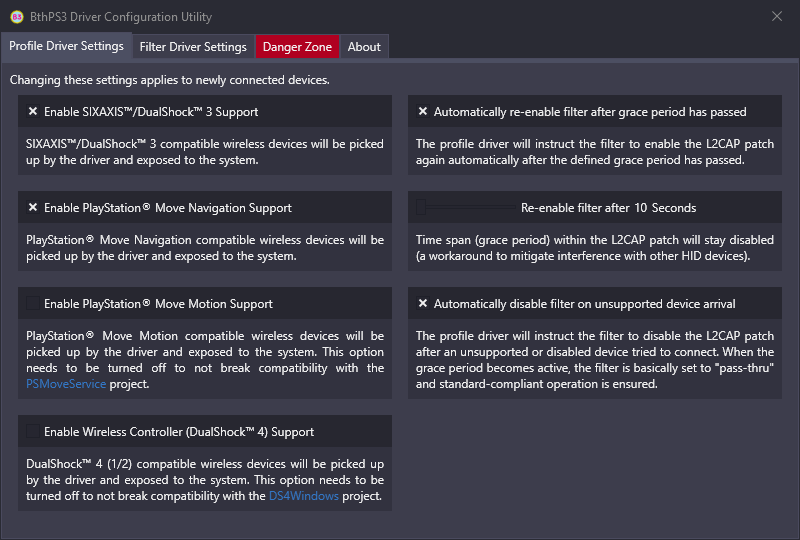 B3 BthPS3 Driver Configuration Utility
Profile Driver Settings Filter Driver Settings Danger Zone About
Changing these settings applies to newly connected devices.
Enable SIXAXIS™/DualShock™ 3 Support
SIXAXIS™/DualShock™ 3 compatible wireless devices will be picked
up by the driver and exposed to the system.
Enable PlayStation® Move Navigation Support
PlayStation® Move Navigation compatible wireless devices will be
picked up by the driver and exposed to the system.
Enable PlayStation® Move Motion Support
PlayStation® Move Motion compatible wireless devices will be
picked up by the driver and exposed to the system. This option
needs to be turned off to not break compatibility with the
PSMoveService project.
Enable Wireless Controller (DualShock™ 4) Support
DualShock™ 4 (1/2) compatible wireless devices will be picked up
by the driver and exposed to the system. This option needs to be
turned off to not break compatibility with the DS4Windows project.
Automatically re-enable filter after grace period has passed
The profile driver will instruct the filter to enable the L2CAP patch
again automatically after the defined grace period has passed.
Re-enable filter after 10 Seconds
Time span (grace period) within the L2CAP patch will stay disabled
(a workaround to mitigate interference with other HID devices).
Automatically disable filter on unsupported device arrival
The profile driver will instruct the filter to disable the L2CAP patch
after an unsupported or disabled device tried to connect. When the
grace period becomes active, the filter is basically set to "pass-thru"
and standard-compliant operation is ensured.